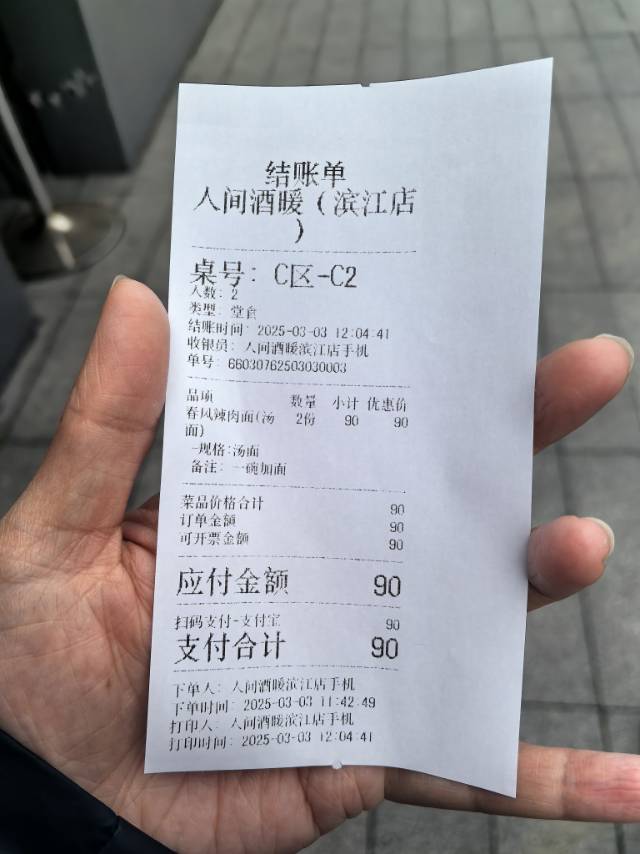 结账单
人间酒暖（滨江店
）
桌号：C区-C2
人数：2
类型：堂食
结账时间：2025-03-03 12:04:41
收银员：人间酒暖滨江店手机
单号：66030762503030003
品项 数量 小计 优惠价
春风辣肉面(汤 2份 90 90
面)
-规格:汤面
备注：一碗加面
菜品价格合计 90
订单金额 90
可开票金额 90
应付金额 90
扫码支付-支付宝 90
支付合计 90
下单人：人间酒暖滨江店手机
下单时间：2025-03-03 11:42:49
打印人：人间酒暖滨江店手机
打印时间：2025-03-03 12:04:41